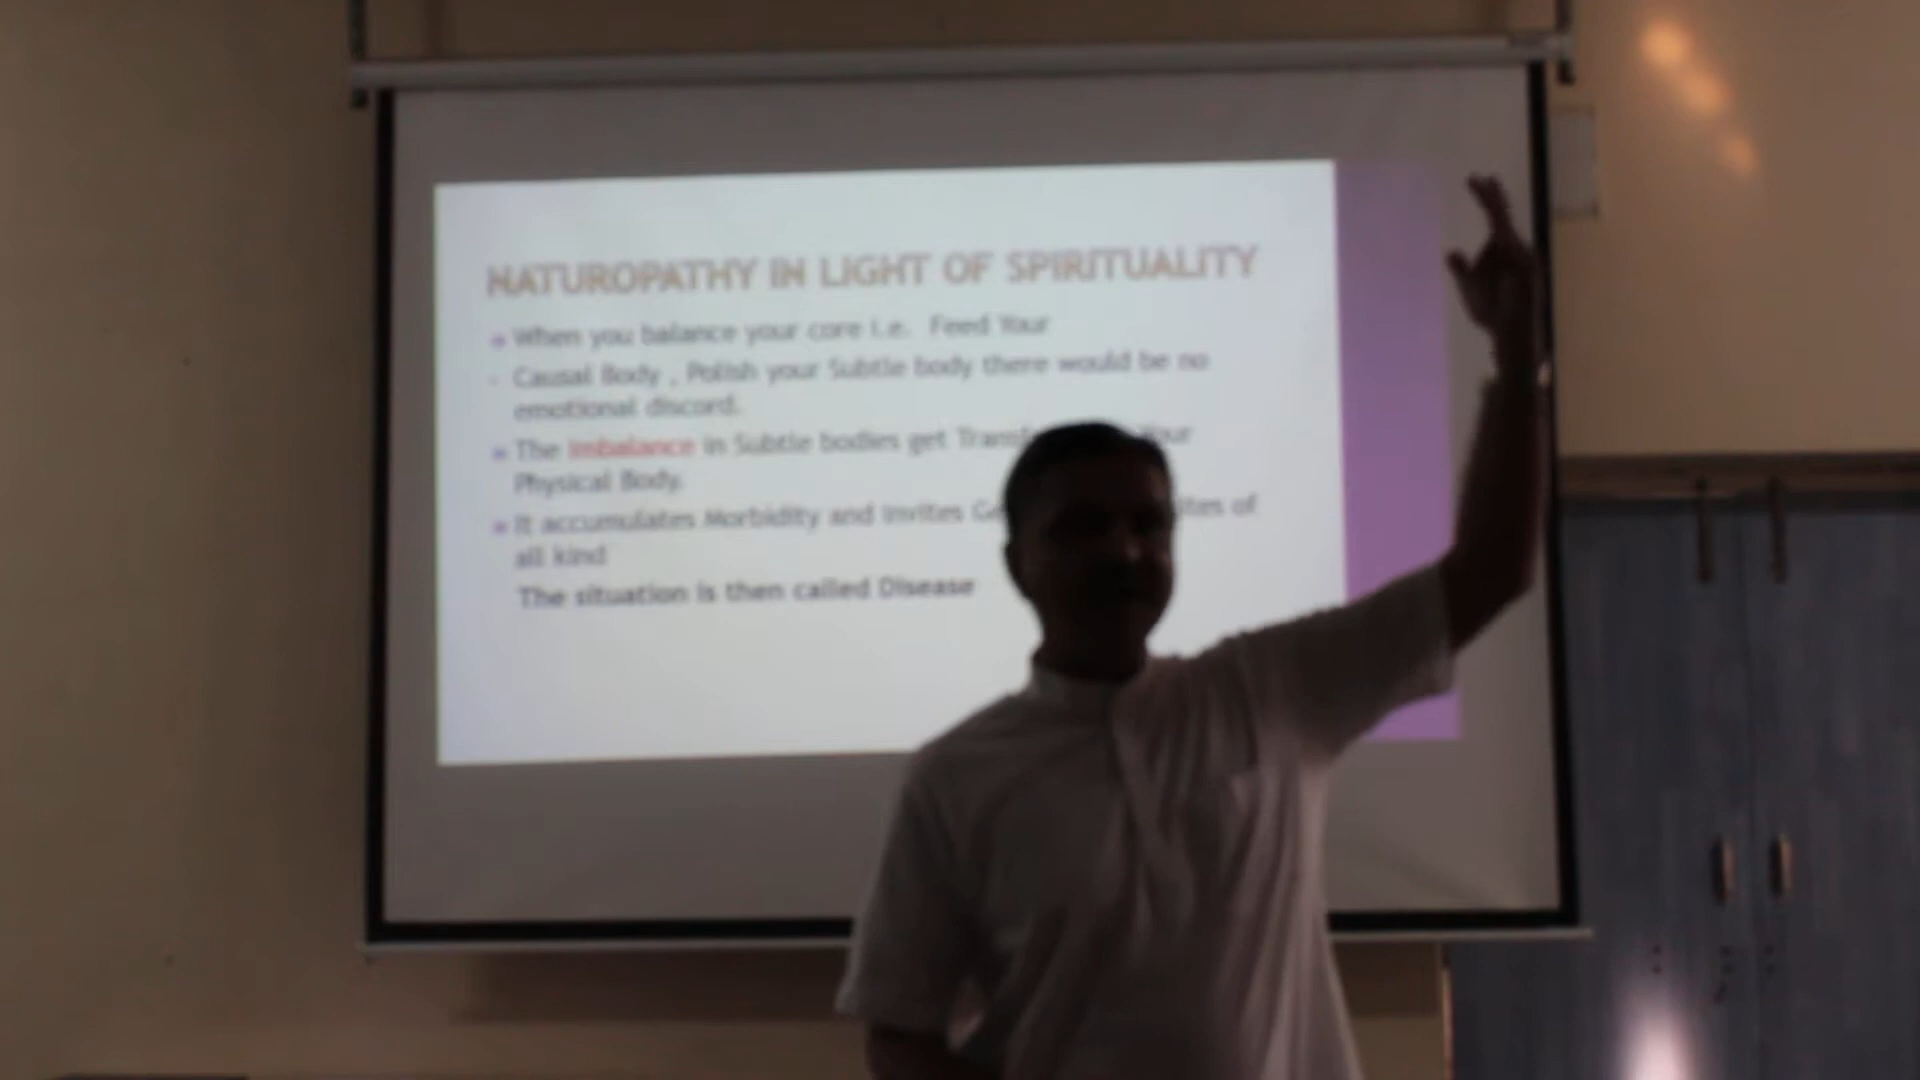 NATUROPATHY IN LIGHT OF SPIRITUALITY
When you balance your core i.e. Feed Your
- Causal Body , Polish your Subtle body there would be no
emotional discord.
The imbalance in Subtle bodies get Your
Physical Body.
It accumulates Morbidity and Invites of
all kind
The situation is then called Disease